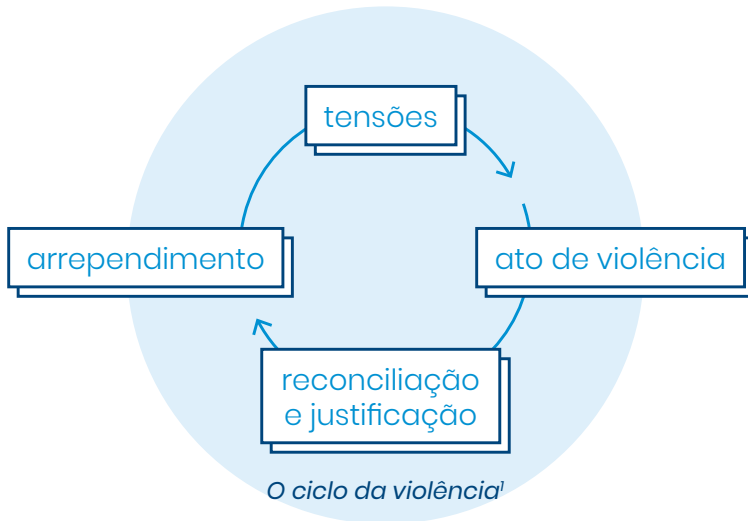 tensões
arrependimento
ato de violência
reconciliação
e justificação
O ciclo da violência¹